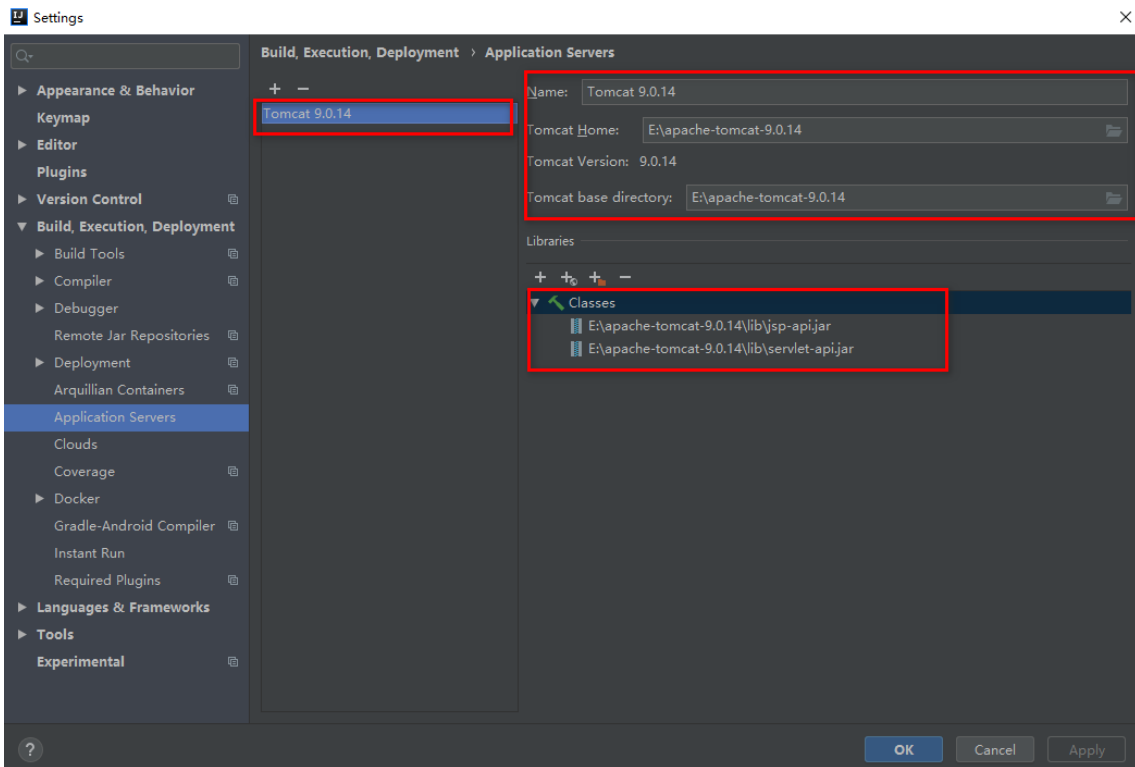 Settings
Build, Execution, Deployment › Application Servers
Appearance & Behavior
Keymap
Editor
Plugins
Version Control
Build, Execution, Deployment
Build Tools
Compiler
Debugger
Remote Jar Repositories
Deployment
Arquillian Containers
Application Servers
Clouds
Coverage
Docker
Gradle-Android Compiler
Instant Run
Required Plugins
Languages & Frameworks
Tools
Experimental
Tomcat 9.0.14
Name: Tomcat 9.0.14
Tomcat Home: E:\apache-tomcat-9.0.14
Tomcat Version: 9.0.14
Tomcat base directory: E:\apache-tomcat-9.0.14
Libraries
Classes
E:\apache-tomcat-9.0.14\lib\jsp-api.jar
E:\apache-tomcat-9.0.14\lib\servlet-api.jar
? OK Cancel Apply